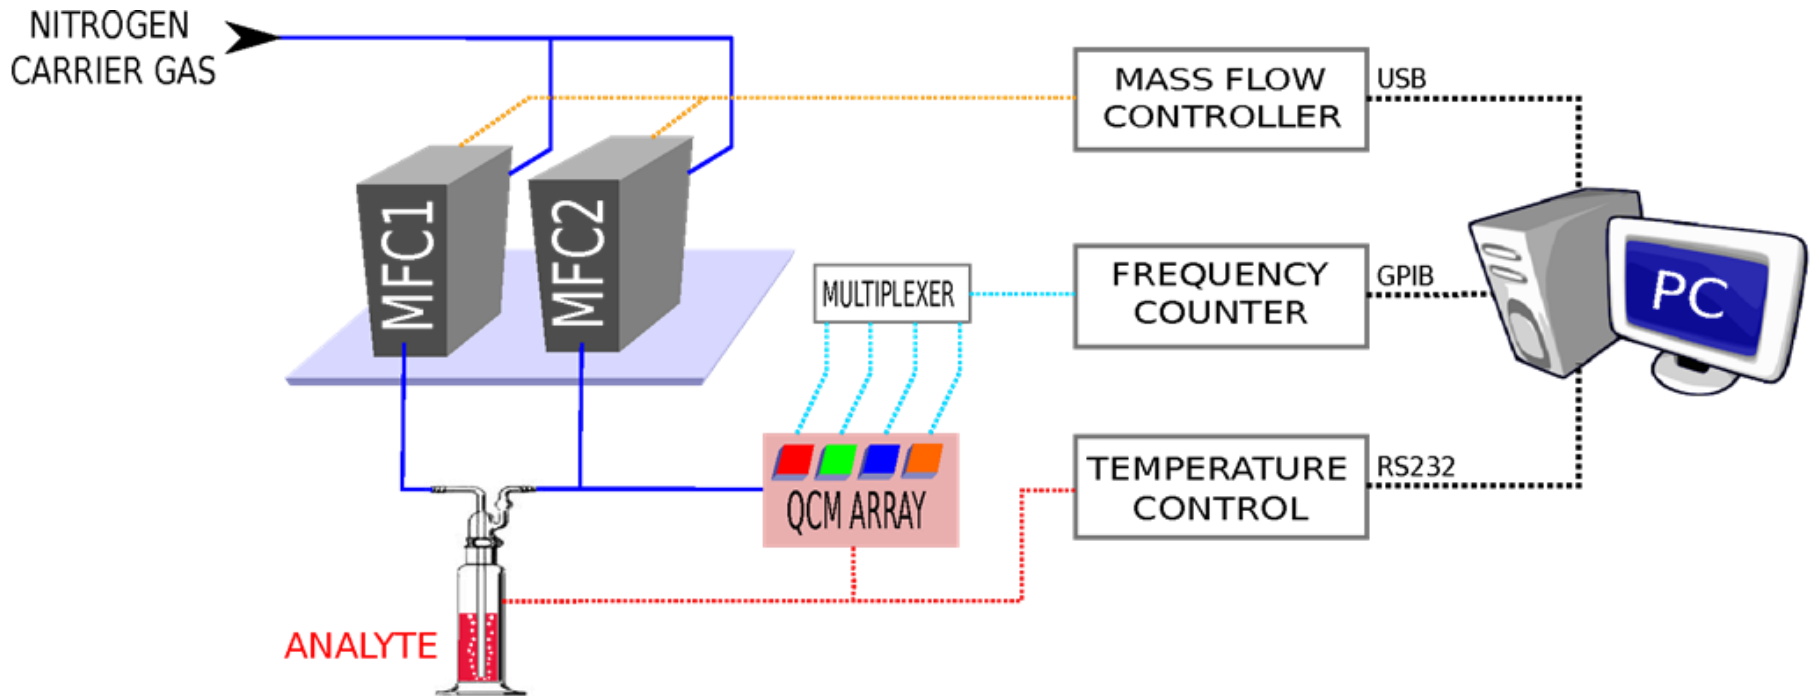 NITROGEN
CARRIER GAS
MASS FLOW
CONTROLLER
USB
MFC1
MFC2
MULTIPLEXER
FREQUENCY
COUNTER
GPIB
PC
QCM ARRAY
TEMPERATURE
CONTROL
RS232
ANALYTE